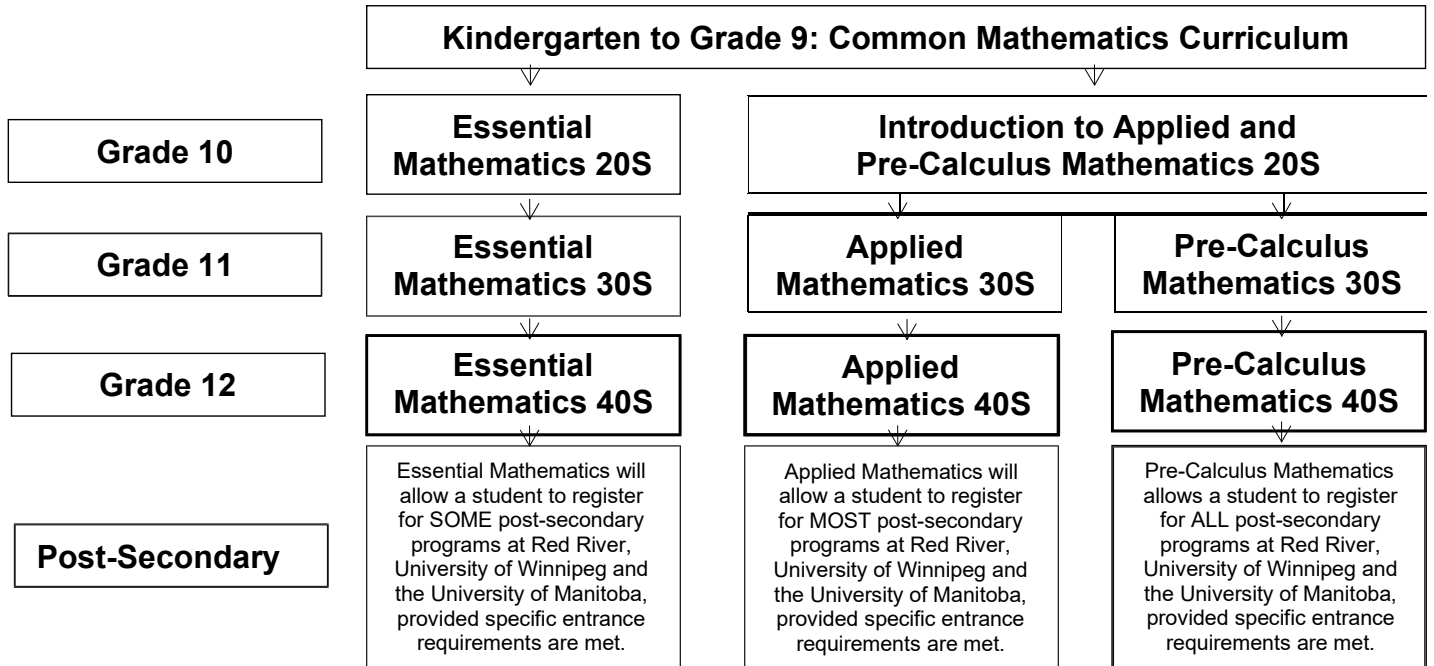 Kindergarten to Grade 9: Common Mathematics Curriculum
Grade 10
Essential
Mathematics 20S
Introduction to Applied and
Pre-Calculus Mathematics 20S
Grade 11
Essential
Mathematics 30S
Applied
Mathematics 30S
Pre-Calculus
Mathematics 30S
Grade 12
Essential
Mathematics 40S
Applied
Mathematics 40S
Pre-Calculus
Mathematics 40S
Post-Secondary
Essential Mathematics will
allow a student to register
for SOME post-secondary
programs at Red River,
University of Winnipeg and
the University of Manitoba,
provided specific entrance
requirements are met.
Applied Mathematics will
allow a student to register
for MOST post-secondary
programs at Red River,
University of Winnipeg and
the University of Manitoba,
provided specific entrance
requirements are met.
Pre-Calculus Mathematics
allows a student to register
for ALL post-secondary
programs at Red River,
University of Winnipeg and
the University of Manitoba,
provided specific entrance
requirements are met.